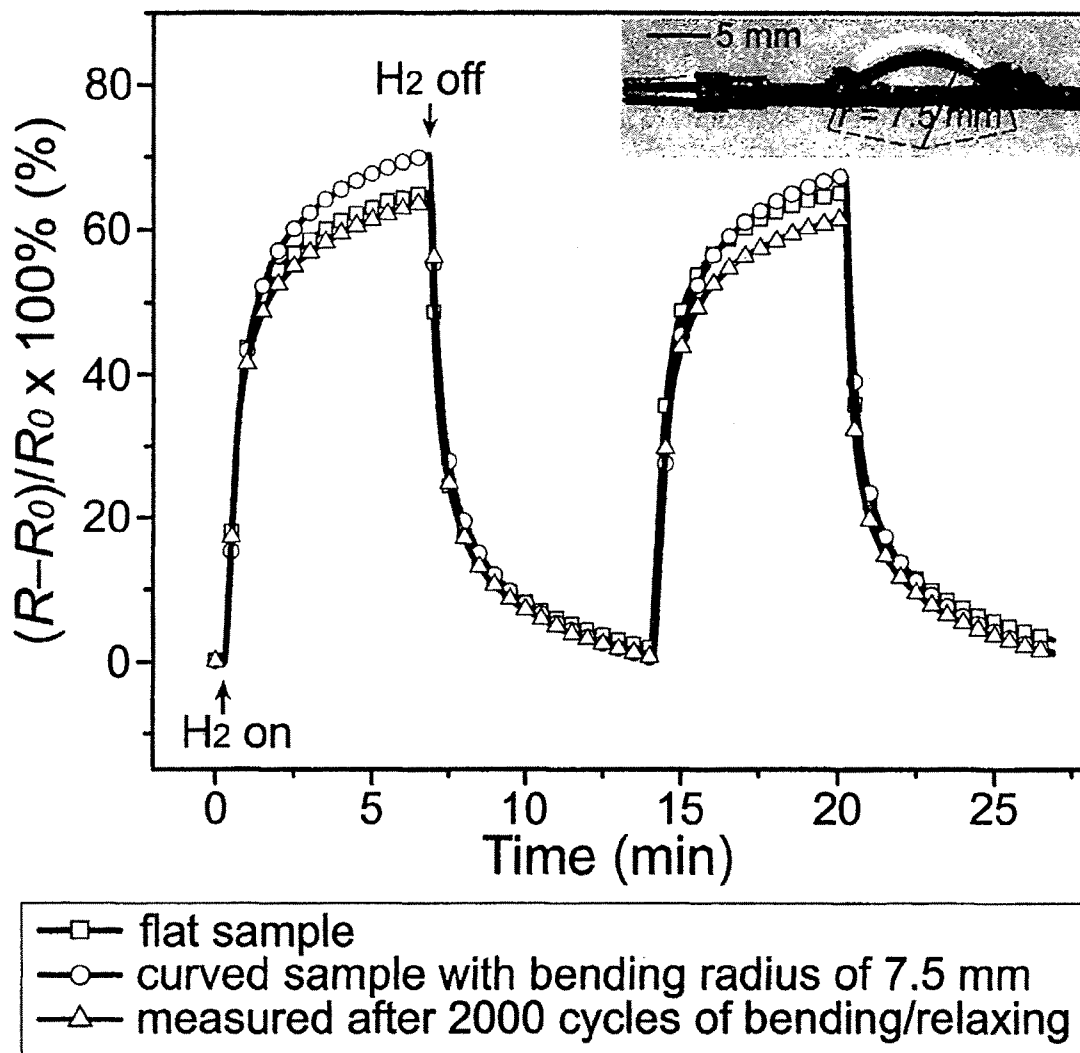 5 mm
r = 7.5 mm
H2 off
80
60
40
20
0
(R–R0)/R0 x 100% (%)
H2 on
0 5 10 15 20 25
Time (min)
flat sample
curved sample with bending radius of 7.5 mm
measured after 2000 cycles of bending/relaxing